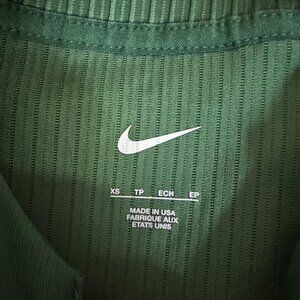 XS TP ECH EP
MADE IN USA
FABRIQUE AUX
ETATS UNIS